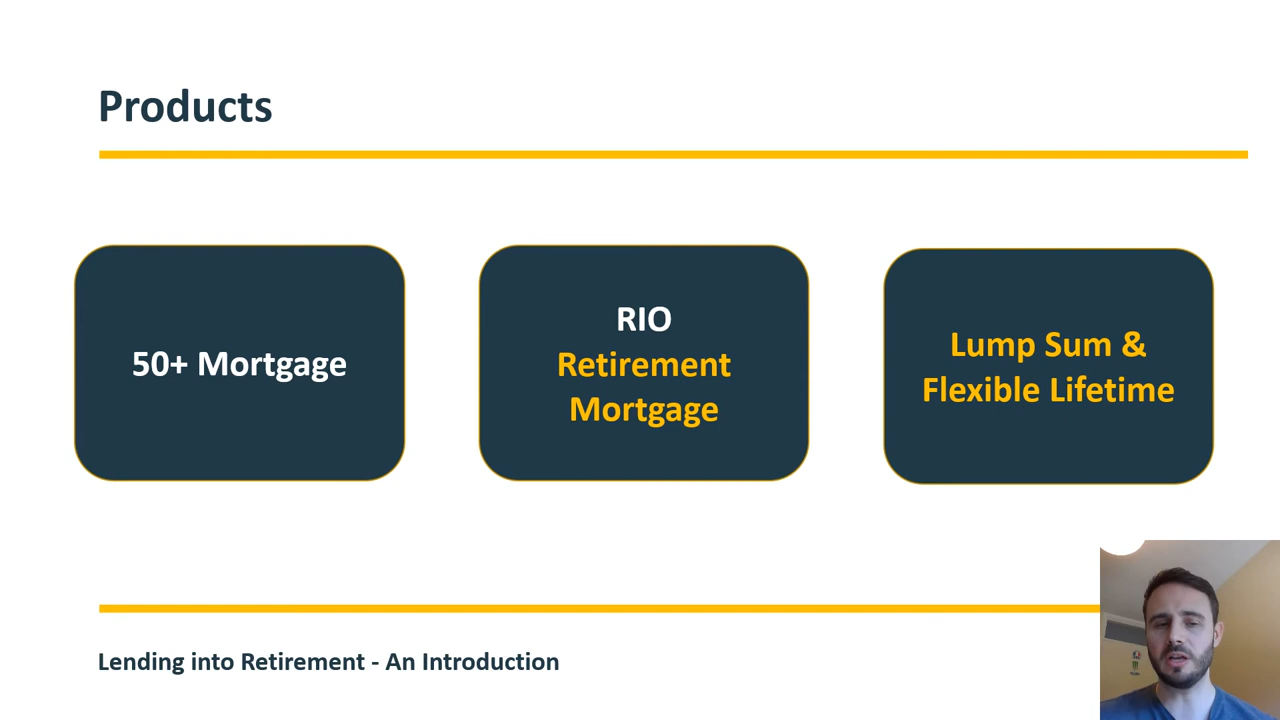 Products
50+ Mortgage
RIO
Retirement
Mortgage
Lump Sum &
Flexible Lifetime
Lending into Retirement - An Introduction